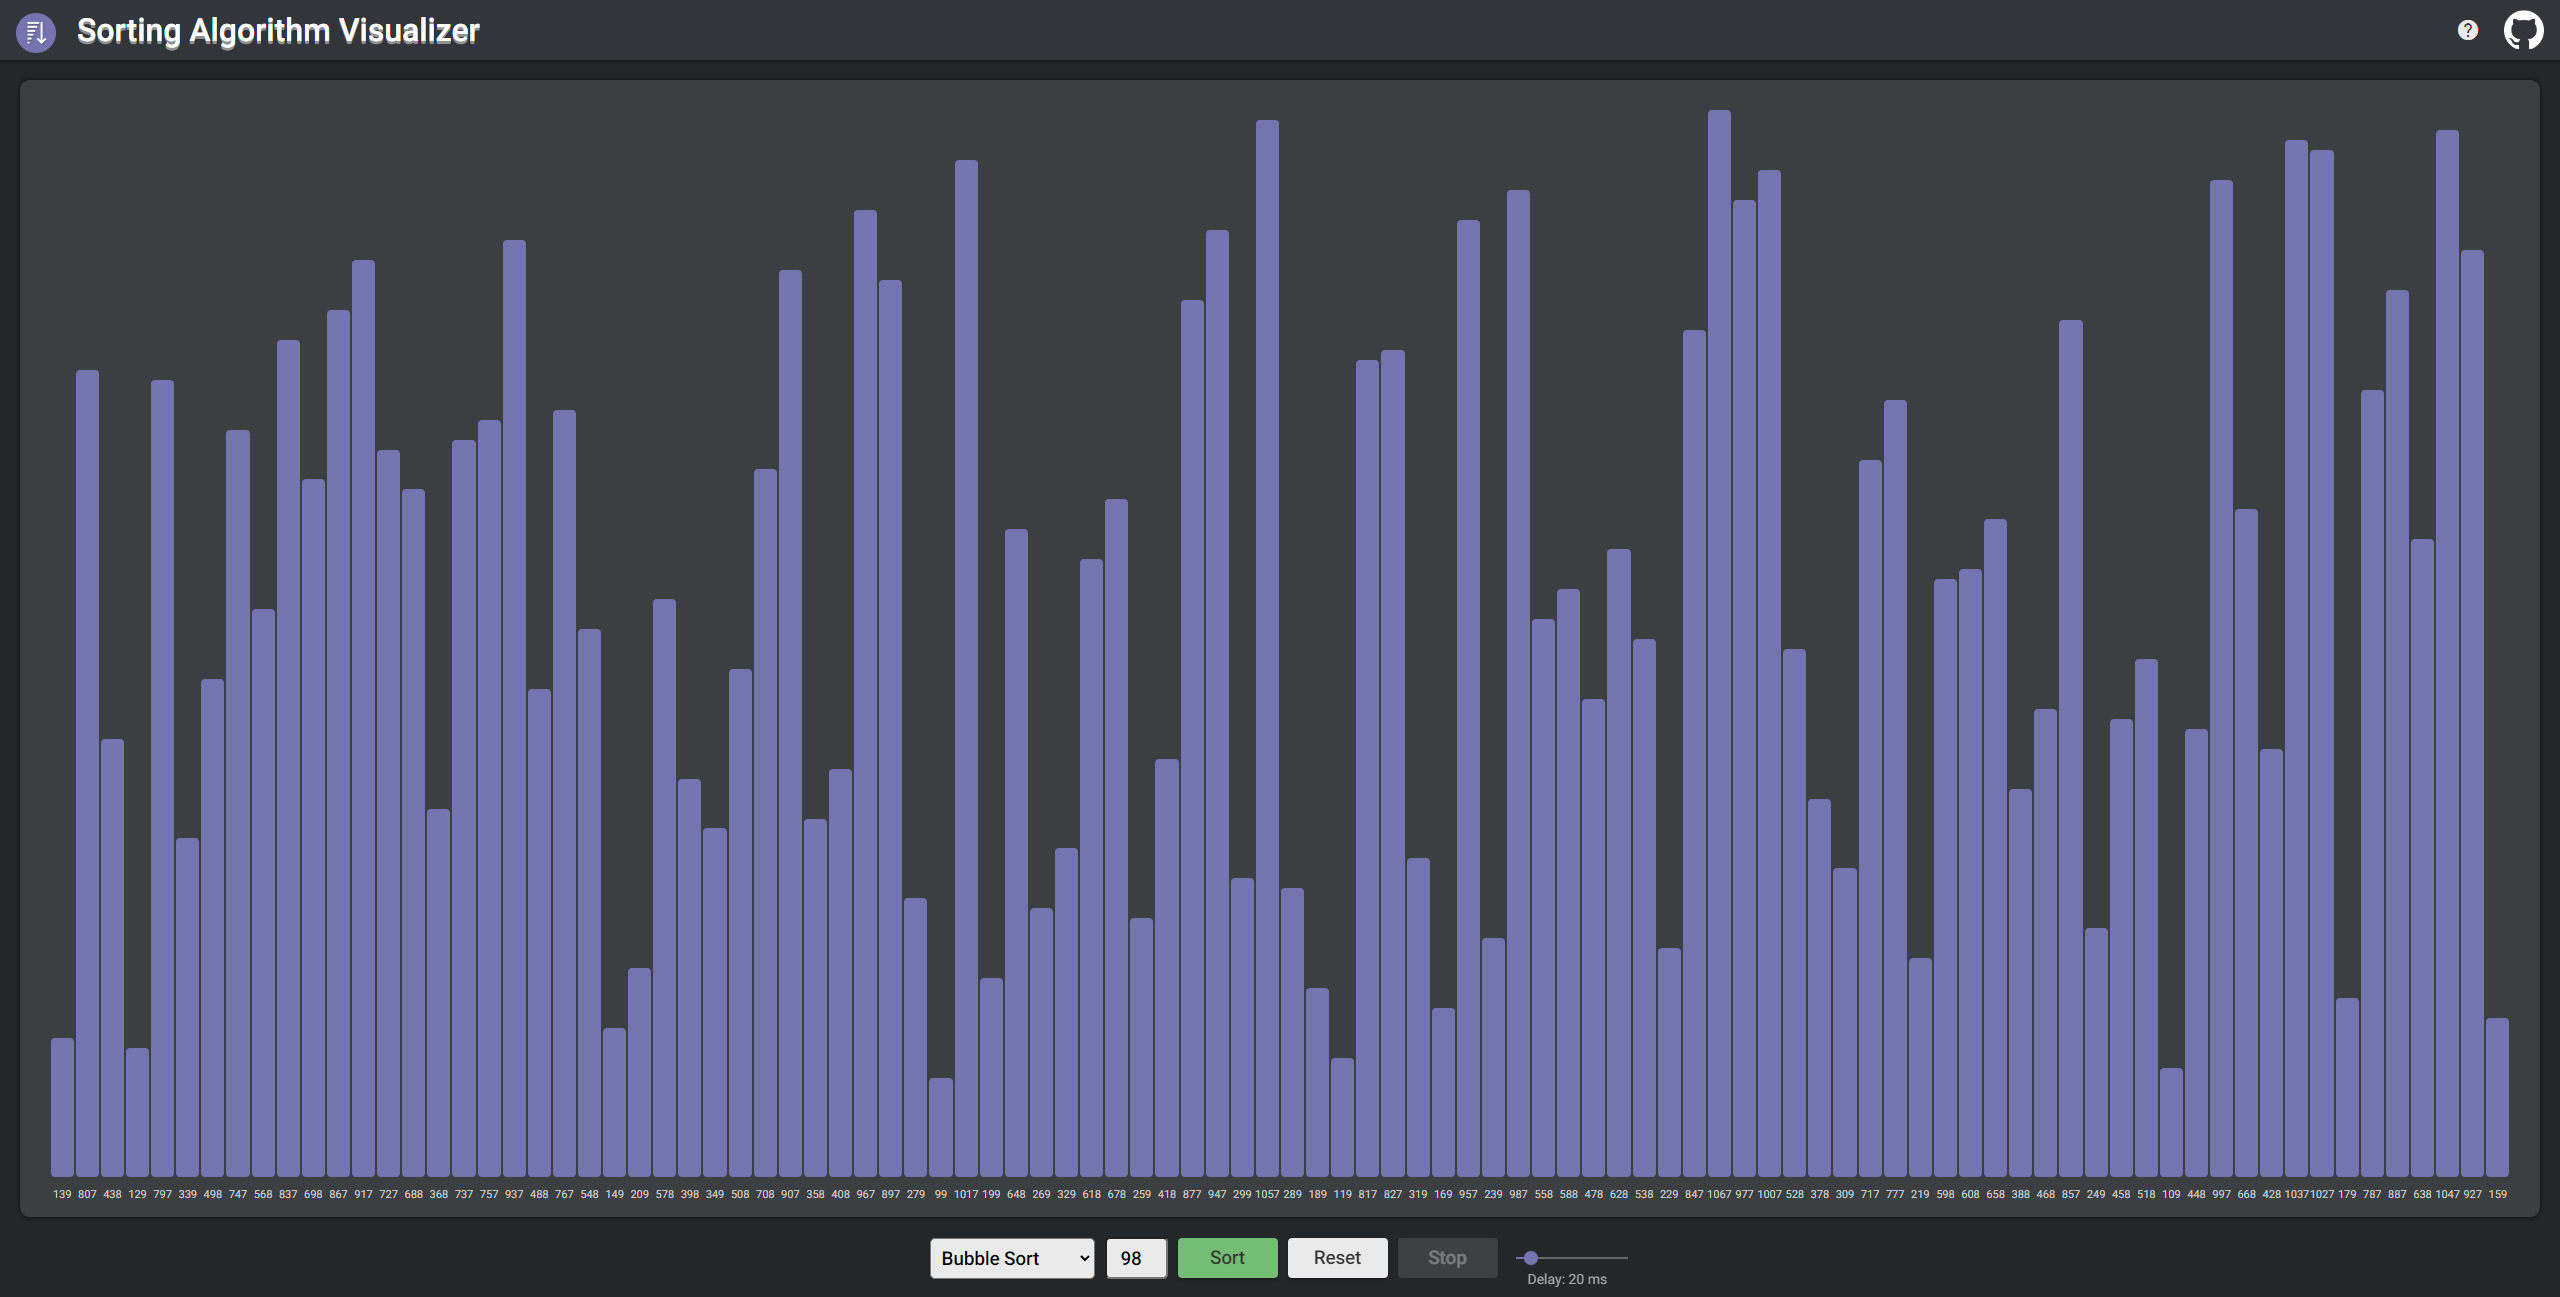 Sorting Algorithm Visualizer
139 807 438 129 797 339 498 747 568 837 698 867 917 727 688 368 737 757 937 488 767 548 149 209 578 398 349 508 708 907 358 408 967 897 279 99 1017 199 648 269 329 618 678 259 418 877 947 299 1057 289 189 119 817 827 319 169 957 239 987 558 588 478 628 538 229 847 1067 977 1007 528 378 309 717 777 219 598 608 658 388 468 857 249 458 518 109 448 997 668 428 1037 1027 179 787 887 638 1047 927 159
Bubble Sort 98 Sort Reset Stop
Delay: 20 ms